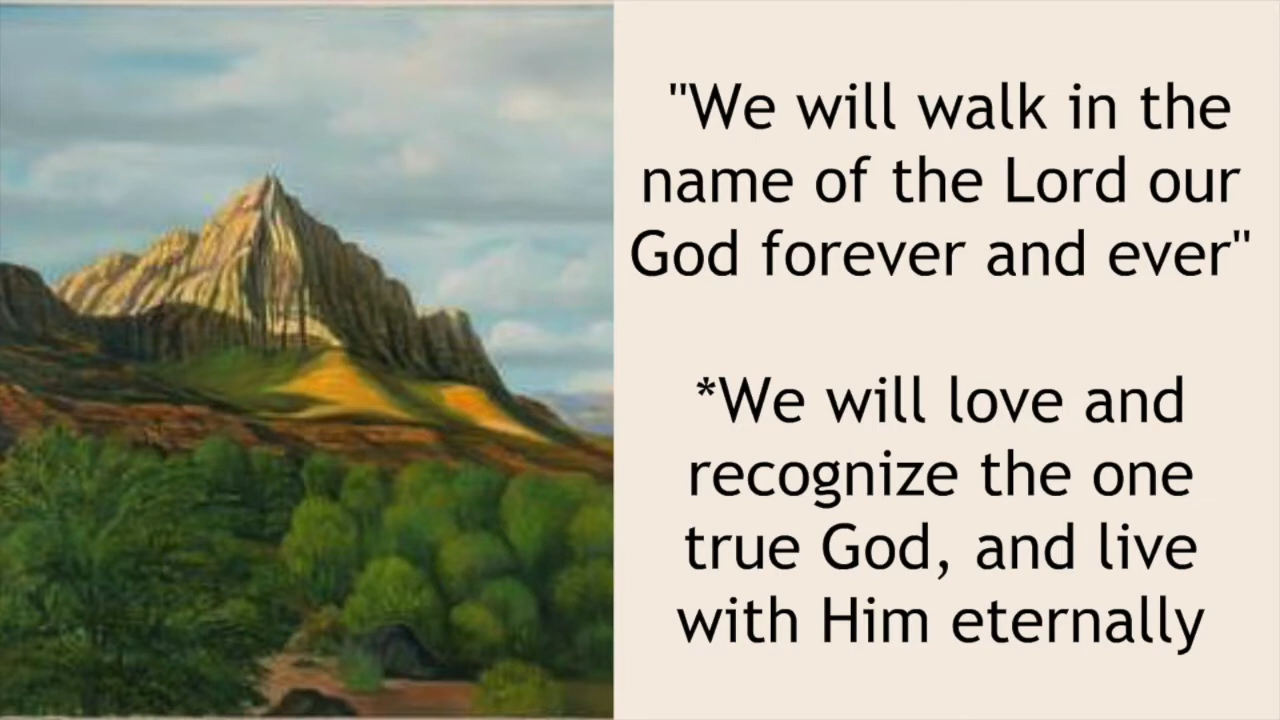 "We will walk in the
name of the Lord our
God forever and ever"
*We will love and
recognize the one
true God, and live
with Him eternally